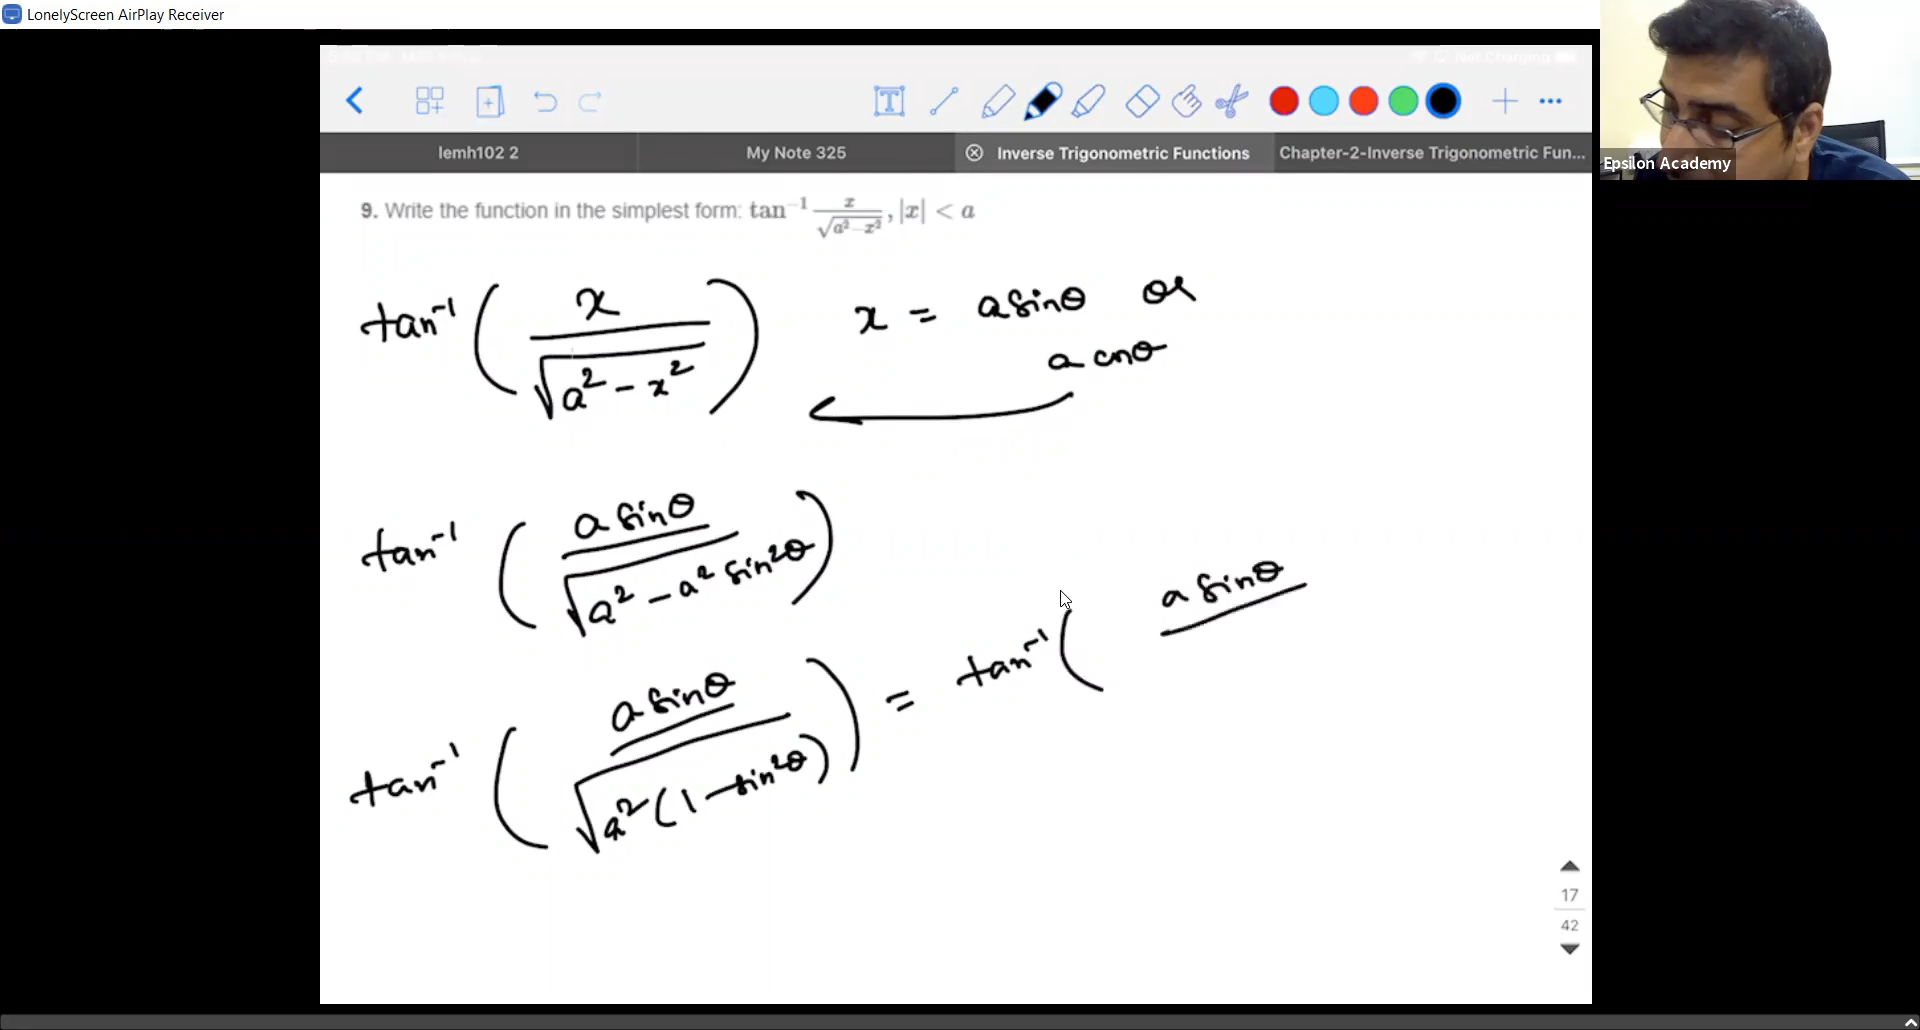 LonelyScreen AirPlay Receiver
Epsilon Academy
lemh102 2
My Note 325
Inverse Trigonometric Functions
Chapter-2-Inverse Trigonometric Fun...
9. Write the function in the simplest form: tan⁻¹ x/√(a²−x²), |x| < a
tan⁻¹ ( x / √(a² − x²) )
x = a sinθ or
a cosθ
tan⁻¹ ( a sinθ / √(a² − a² sin²θ) )
tan⁻¹ ( a sinθ / √(a² (1 − sin²θ)) ) = tan⁻¹ ( a sinθ
17
42